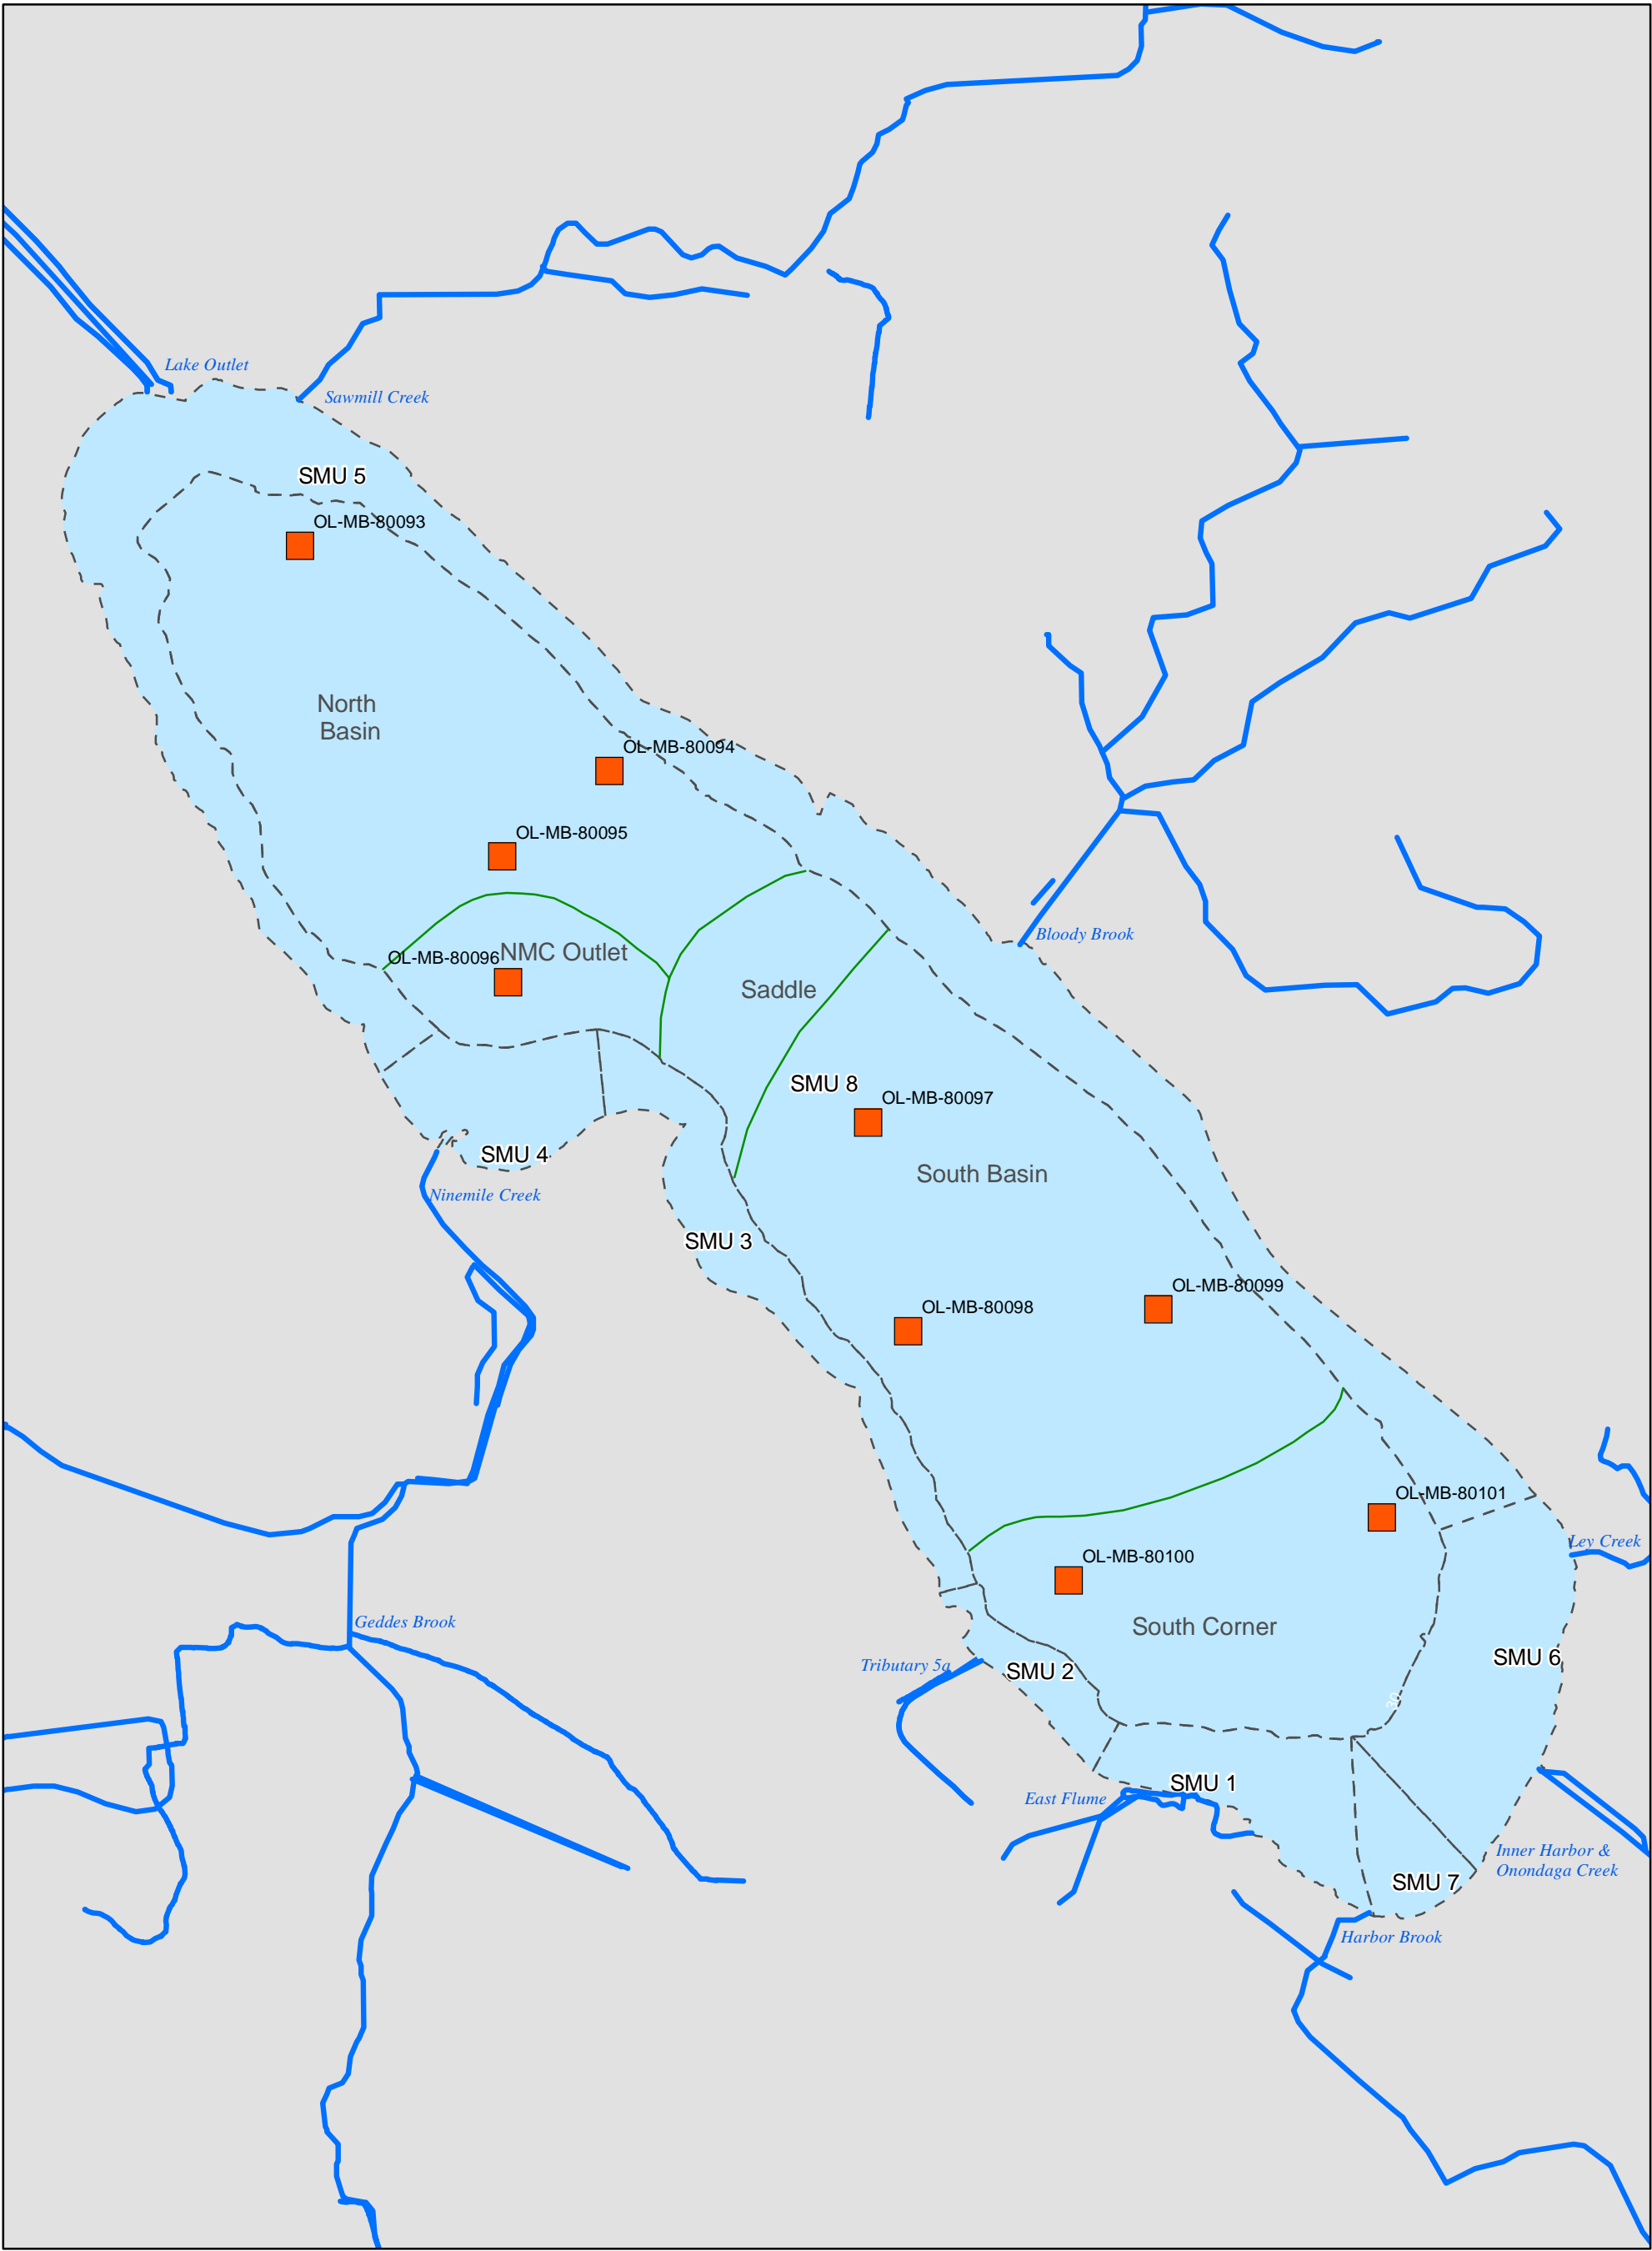 Lake Outlet
Sawmill Creek
SMU 5
OL-MB-80093
North
Basin
OL-MB-80094
OL-MB-80095
Bloody Brook
NMC Outlet
OL-MB-80096
Saddle
SMU 8
OL-MB-80097
SMU 4
South Basin
Ninemile Creek
SMU 3
OL-MB-80099
OL-MB-80098
OL-MB-80101
Ley Creek
OL-MB-80100
Geddes Brook
South Corner
SMU 6
Tributary 5a
SMU 2
30
SMU 1
East Flume
Inner Harbor &
Onondaga Creek
SMU 7
Harbor Brook